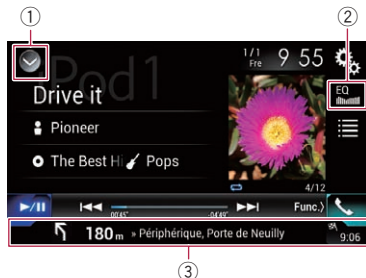 ① ②
iPod1
1/1 Fre 9 55
EQ
Drive it
Pioneer
The Best Hi Pops
4/12
00'45" -04'49" Func.
180 m » Périphérique, Porte de Neuilly 9:06
③